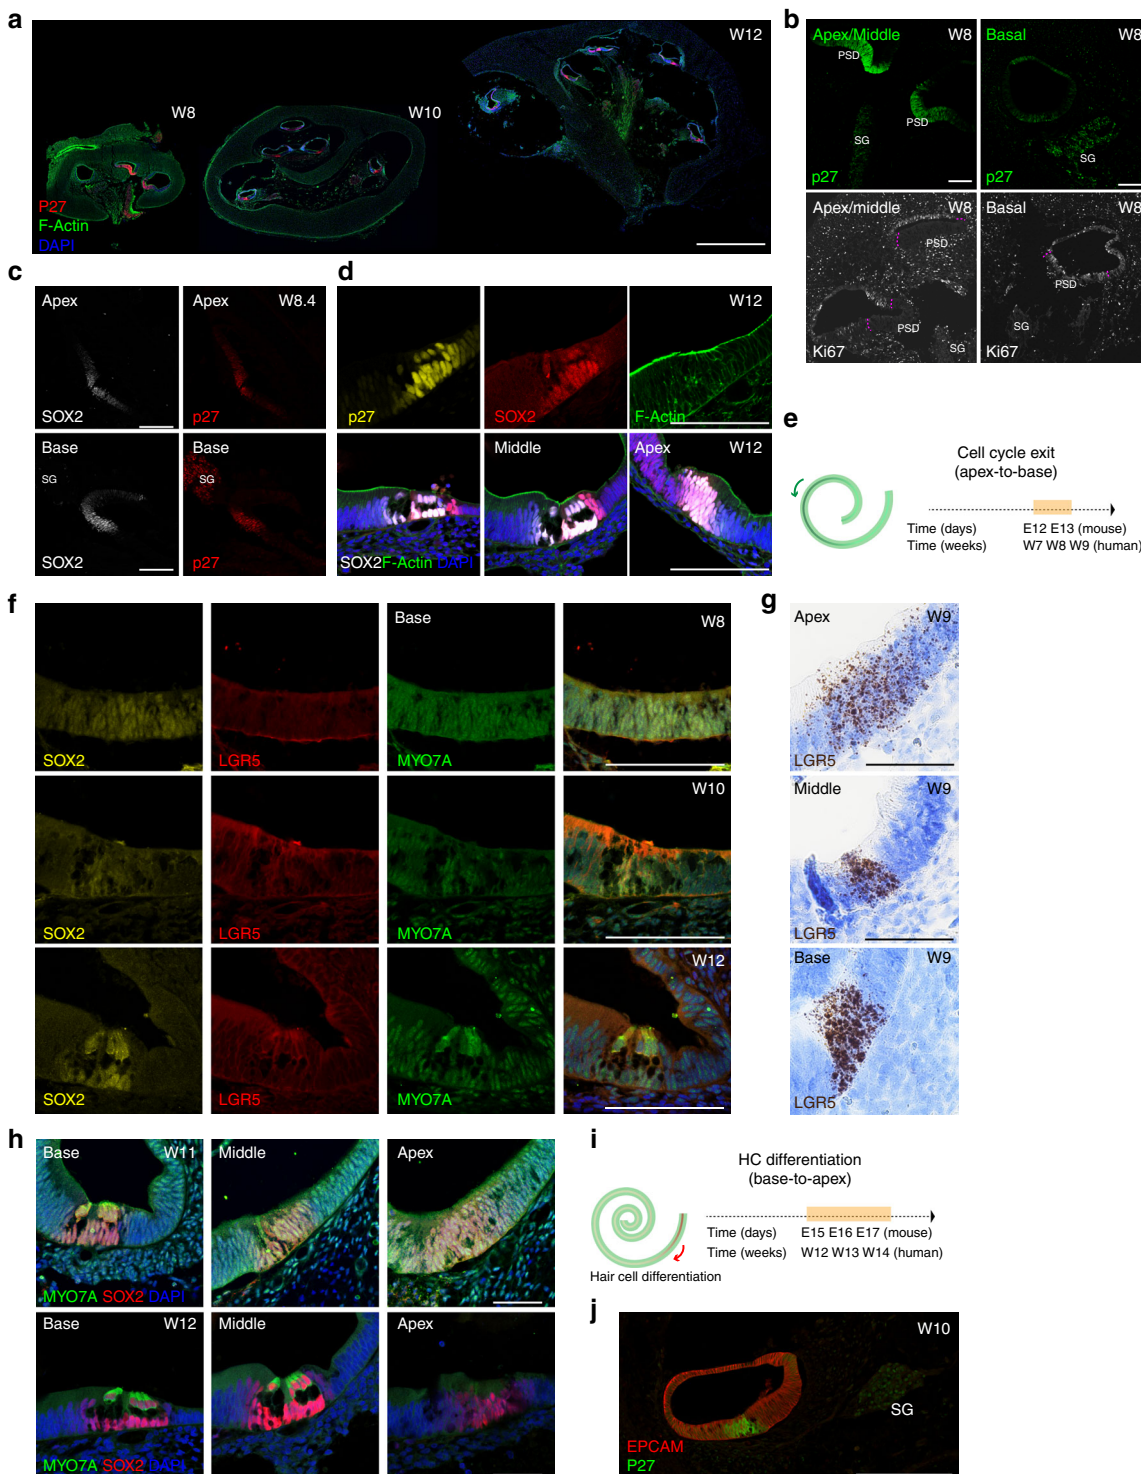 a
W8
W10
W12
P27
F-Actin
DAPI
b
Apex/Middle
W8
PSD
PSD
SG
p27
Basal
W8
SG
p27
Apex/middle
W8
PSD
PSD
SG
Ki67
Basal
W8
PSD
SG
Ki67
c
Apex
SOX2
Apex
W8.4
p27
Base
SG
SOX2
Base
p27
d
p27
SOX2
W12
F-Actin
SOX2F-Actin DAPI
Middle
Apex
W12
e
Cell cycle exit
(apex-to-base)
Time (days)
E12 E13 (mouse)
Time (weeks)
W7 W8 W9 (human)
f
SOX2
LGR5
Base
MYO7A
W8
SOX2
LGR5
MYO7A
W10
SOX2
LGR5
MYO7A
W12
g
Apex
W9
LGR5
Middle
W9
LGR5
Base
W9
LGR5
h
Base
W11
MYO7A SOX2 DAPI
Middle
Apex
Base
W12
MYO7A SOX2 DAPI
Middle
Apex
i
HC differentiation
(base-to-apex)
Time (days)
E15 E16 E17 (mouse)
Time (weeks)
W12 W13 W14 (human)
Hair cell differentiation
j
W10
SG
EPCAM
P27